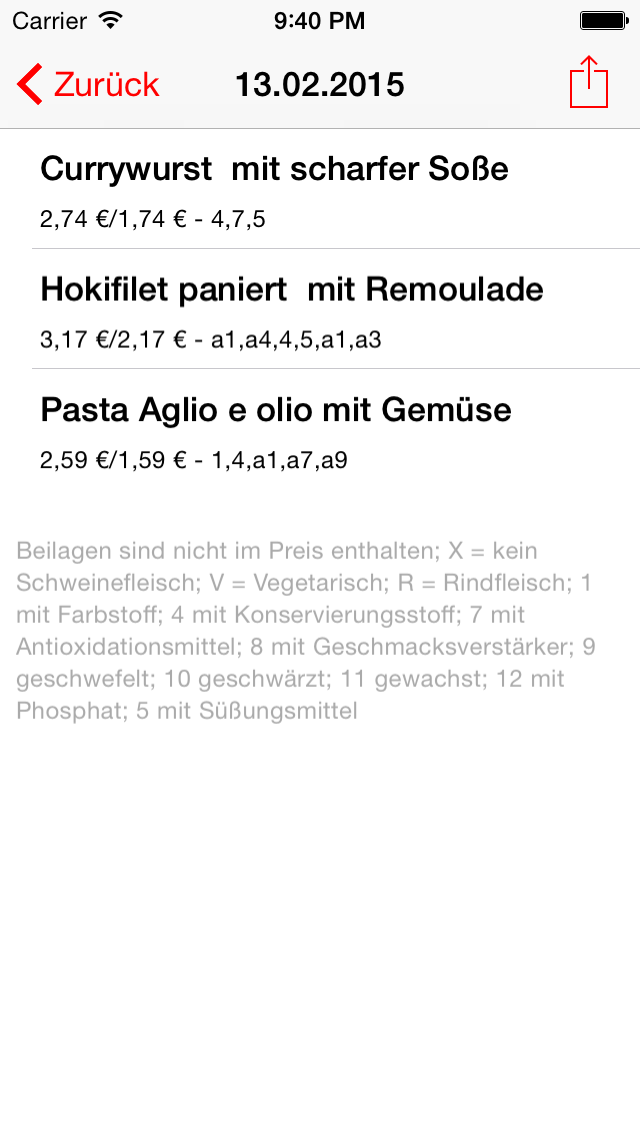 Carrier 9:40 PM
Zurück 13.02.2015
Currywurst  mit scharfer Soße
2,74 €/1,74 € - 4,7,5
Hokifilet paniert  mit Remoulade
3,17 €/2,17 € - a1,a4,4,5,a1,a3
Pasta Aglio e olio mit Gemüse
2,59 €/1,59 € - 1,4,a1,a7,a9
Beilagen sind nicht im Preis enthalten; X = kein
Schweinefleisch; V = Vegetarisch; R = Rindfleisch; 1
mit Farbstoff; 4 mit Konservierungsstoff; 7 mit
Antioxidationsmittel; 8 mit Geschmacksverstärker; 9
geschwefelt; 10 geschwärzt; 11 gewachst; 12 mit
Phosphat; 5 mit Süßungsmittel